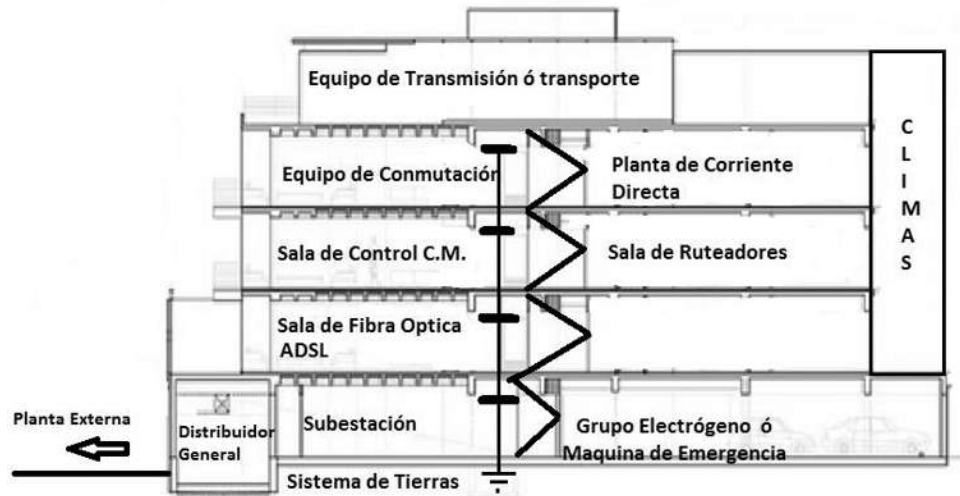 Equipo de Transmisión ó transporte
Equipo de Conmutación
Planta de Corriente
Directa
CLIMAS
Sala de Control C.M.
Sala de Ruteadores
Sala de Fibra Optica
ADSL
Planta Externa
Distribuidor
General
Subestación
Grupo Electrógeno ó
Maquina de Emergencia
Sistema de Tierras